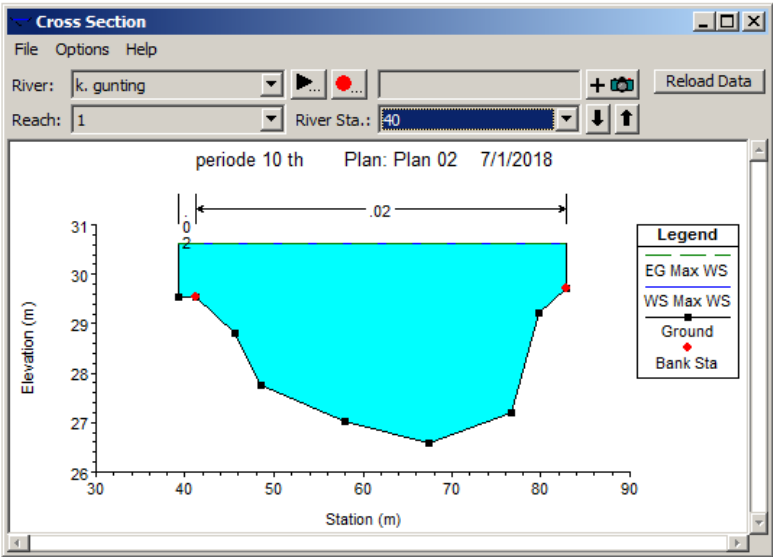 Cross Section
File Options Help
River: k. gunting ... ... + Reload Data
Reach: 1 River Sta.: 40
periode 10 th Plan: Plan 02 7/1/2018
.02
.02
31
30
29
28
27
26
Elevation (m)
30 40 50 60 70 80 90
Station (m)
Legend
EG Max WS
WS Max WS
Ground
Bank Sta